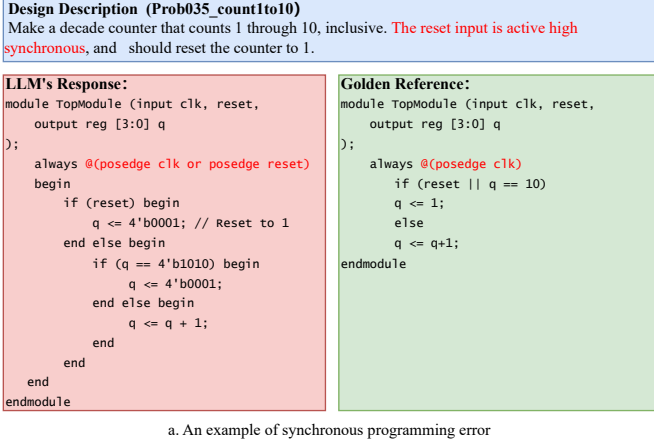 Design Description (Prob035_count1to10)
Make a decade counter that counts 1 through 10, inclusive. The reset input is active high
synchronous, and should reset the counter to 1.
LLM's Response:
module TopModule (input clk, reset,
output reg [3:0] q
);
always @(posedge clk or posedge reset)
begin
if (reset) begin
q <= 4'b0001; // Reset to 1
end else begin
if (q == 4'b1010) begin
q <= 4'b0001;
end else begin
q <= q + 1;
end
end
end
endmodule
Golden Reference:
module TopModule (input clk, reset,
output reg [3:0] q
);
always @(posedge clk)
if (reset || q == 10)
q <= 1;
else
q <= q+1;
endmodule
a. An example of synchronous programming error